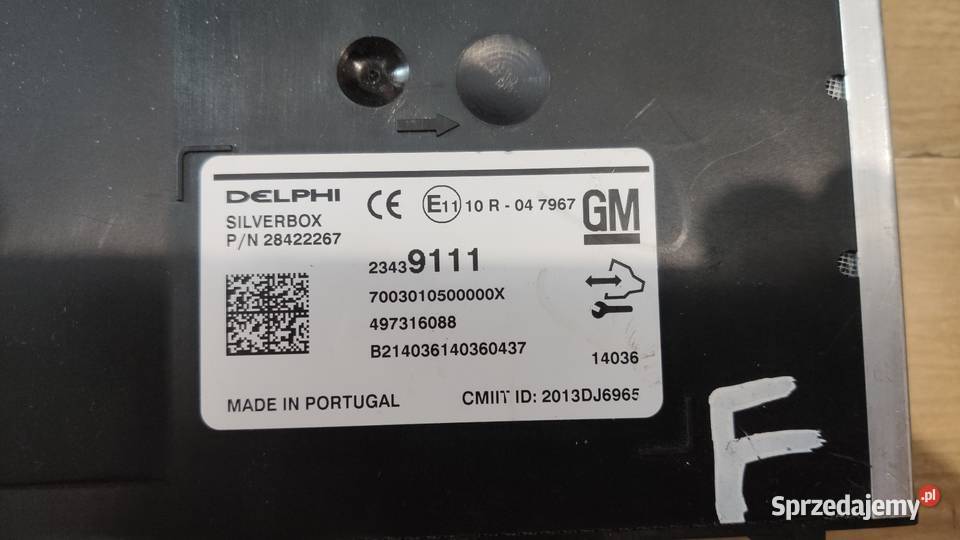 DELPHI
SILVERBOX
P/N 28422267
CE E11 10 R - 04 7967
GM
23439111
7003010500000X
497316088
B214036140360437
14036
MADE IN PORTUGAL
CMIIT ID: 2013DJ6965
F
Sprzedajemy.pl